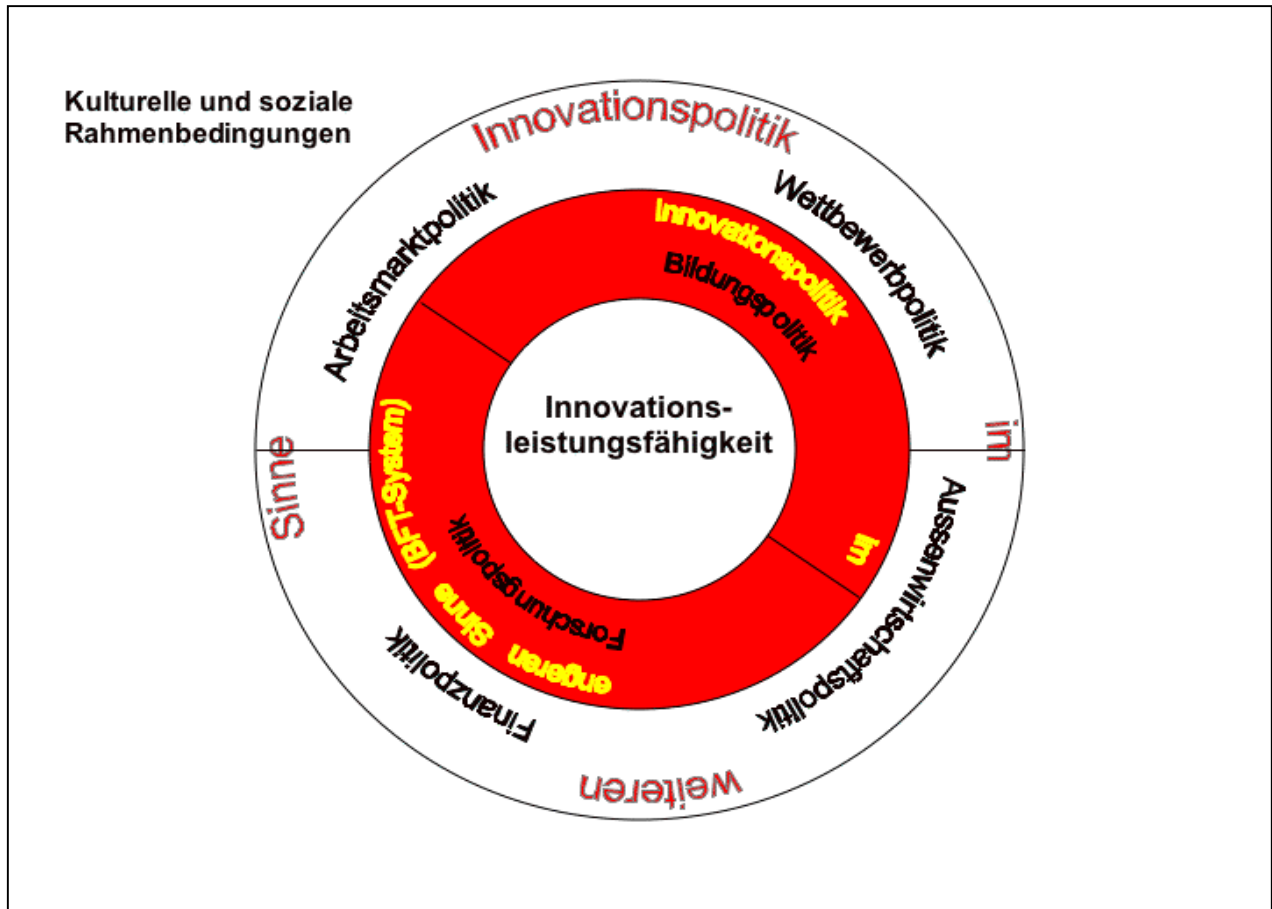 Kulturelle und soziale
Rahmenbedingungen
Innovationspolitik
im
weiteren
Sinne
Arbeitsmarktpolitik
Wettbewerbpolitik
Aussenwirtschaftspolitik
Finanzpolitik
Innovationspolitik
im
engeren Sinne (BFT-System)
Bildungspolitik
Forschungspolitik
Innovations-
leistungsfähigkeit